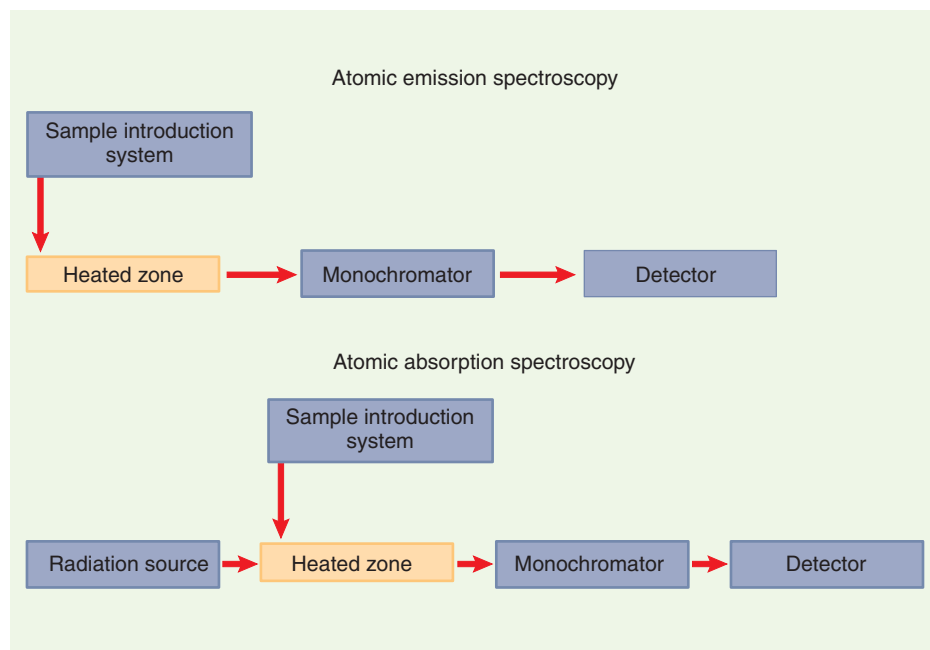 Atomic emission spectroscopy
Sample introduction
system
Heated zone
Monochromator
Detector
Atomic absorption spectroscopy
Sample introduction
system
Radiation source
Heated zone
Monochromator
Detector